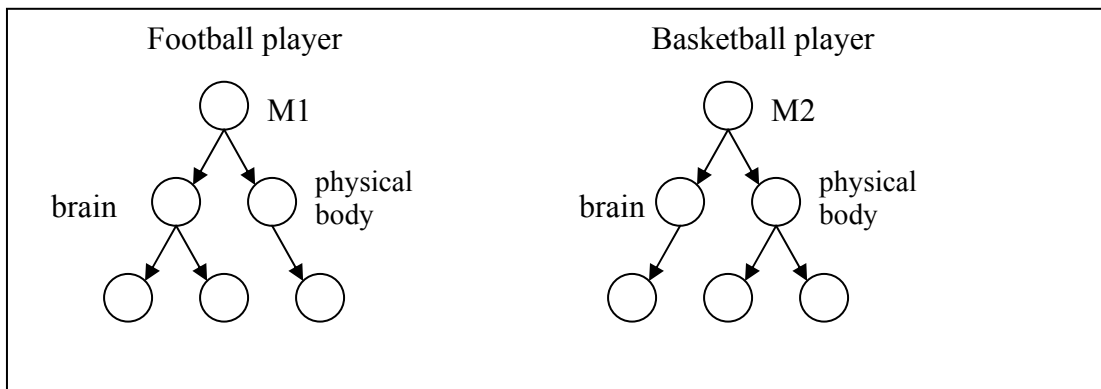 Football player
Basketball player
M1
M2
brain
physical
body
brain
physical
body